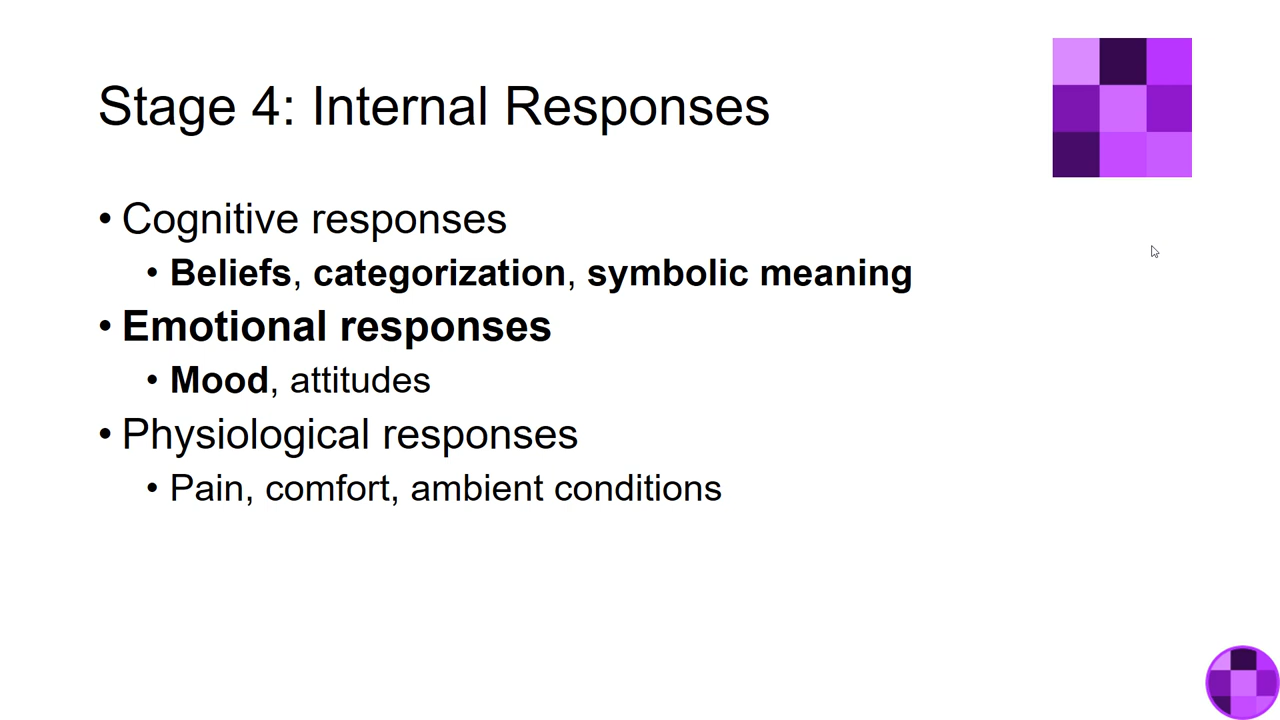 Stage 4: Internal Responses
• Cognitive responses
• Beliefs, categorization, symbolic meaning
• Emotional responses
• Mood, attitudes
• Physiological responses
• Pain, comfort, ambient conditions